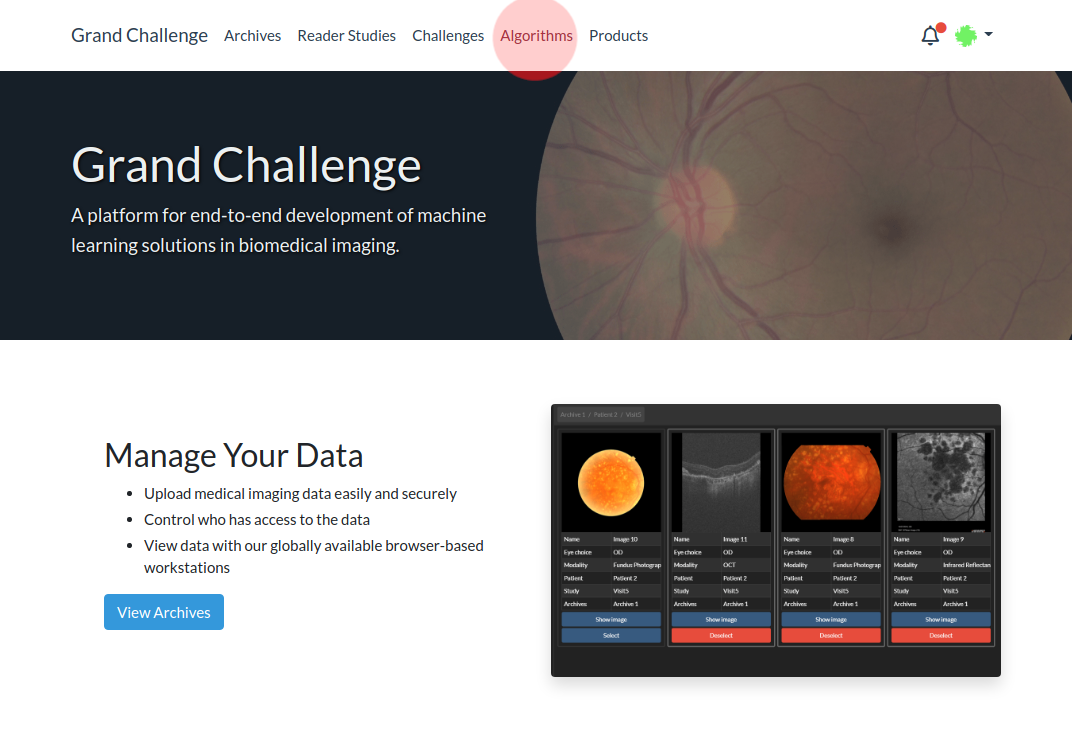 Grand Challenge Archives Reader Studies Challenges Algorithms Products
Grand Challenge
A platform for end-to-end development of machine
learning solutions in biomedical imaging.
Manage Your Data
• Upload medical imaging data easily and securely
• Control who has access to the data
• View data with our globally available browser-based
workstations
View Archives
Archive 1 / Patient 2 / Visit5
Name Image 10 Name Image 11 Name Image 8 Name Image 9
Eye choice OD Eye choice OD Eye choice OD Eye choice OD
Modality Fundus Photograp Modality OCT Modality Fundus Photograp Modality Infrared Reflectan
Patient Patient 2 Patient Patient 2 Patient Patient 2 Patient Patient 2
Study Visit5 Study Visit5 Study Visit5 Study Visit5
Archives Archive 1 Archives Archive 1 Archives Archive 1 Archives Archive 1
Show image Show image Show image Show image
Select Deselect Deselect Deselect